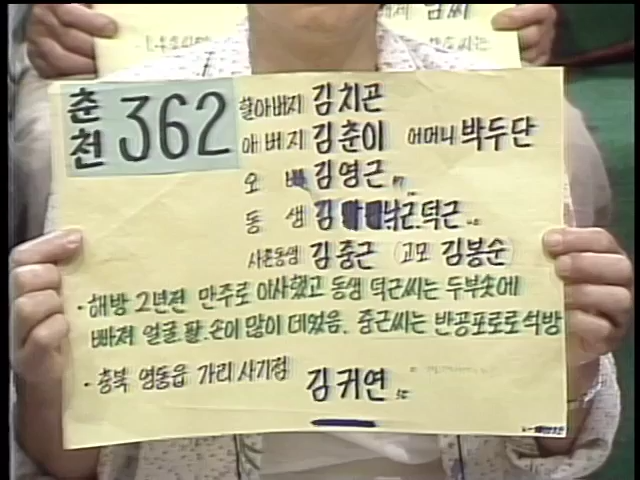 춘천 362
할아버지 김치곤
아버지 김춘이 어머니 박두단
오빠 김영근
동생 김 낙근.덕근
사촌동생 김중근 (고모 김봉순)
·해방 2년전 만주로 이사했고 동생 덕근씨는 두부솥에
빠져 얼굴.팔.손이 많이 데었음. 중근씨는 반공포로로 석방
·충북 영동읍 가리 사기점
김귀연